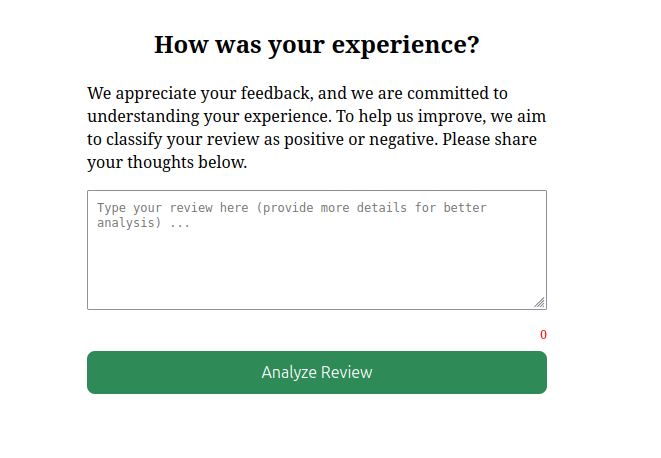 How was your experience?
We appreciate your feedback, and we are committed to
understanding your experience. To help us improve, we aim
to classify your review as positive or negative. Please share
your thoughts below.
Type your review here (provide more details for better
analysis) ...
0
Analyze Review